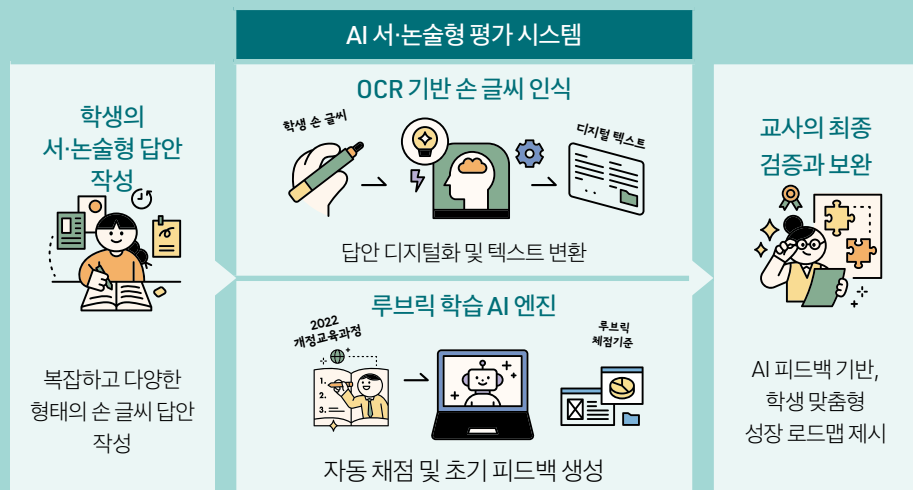 AI 서·논술형 평가 시스템
학생의
서·논술형 답안
작성
복잡하고 다양한
형태의 손 글씨 답안
작성
OCR 기반 손 글씨 인식
학생 손 글씨
디지털 텍스트
답안 디지털화 및 텍스트 변환
루브릭 학습 AI 엔진
2022
개정교육과정
1.
2.
3.
루브릭
체점기준
자동 채점 및 초기 피드백 생성
교사의 최종
검증과 보완
AI 피드백 기반,
학생 맞춤형
성장 로드맵 제시